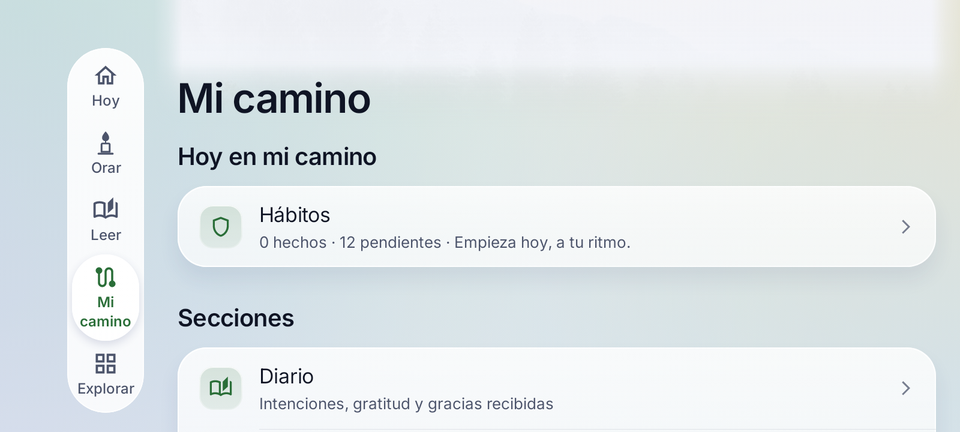 Hoy
Orar
Leer
Mi
camino
Explorar
Mi camino
Hoy en mi camino
Hábitos
0 hechos · 12 pendientes · Empieza hoy, a tu ritmo.
Secciones
Diario
Intenciones, gratitud y gracias recibidas